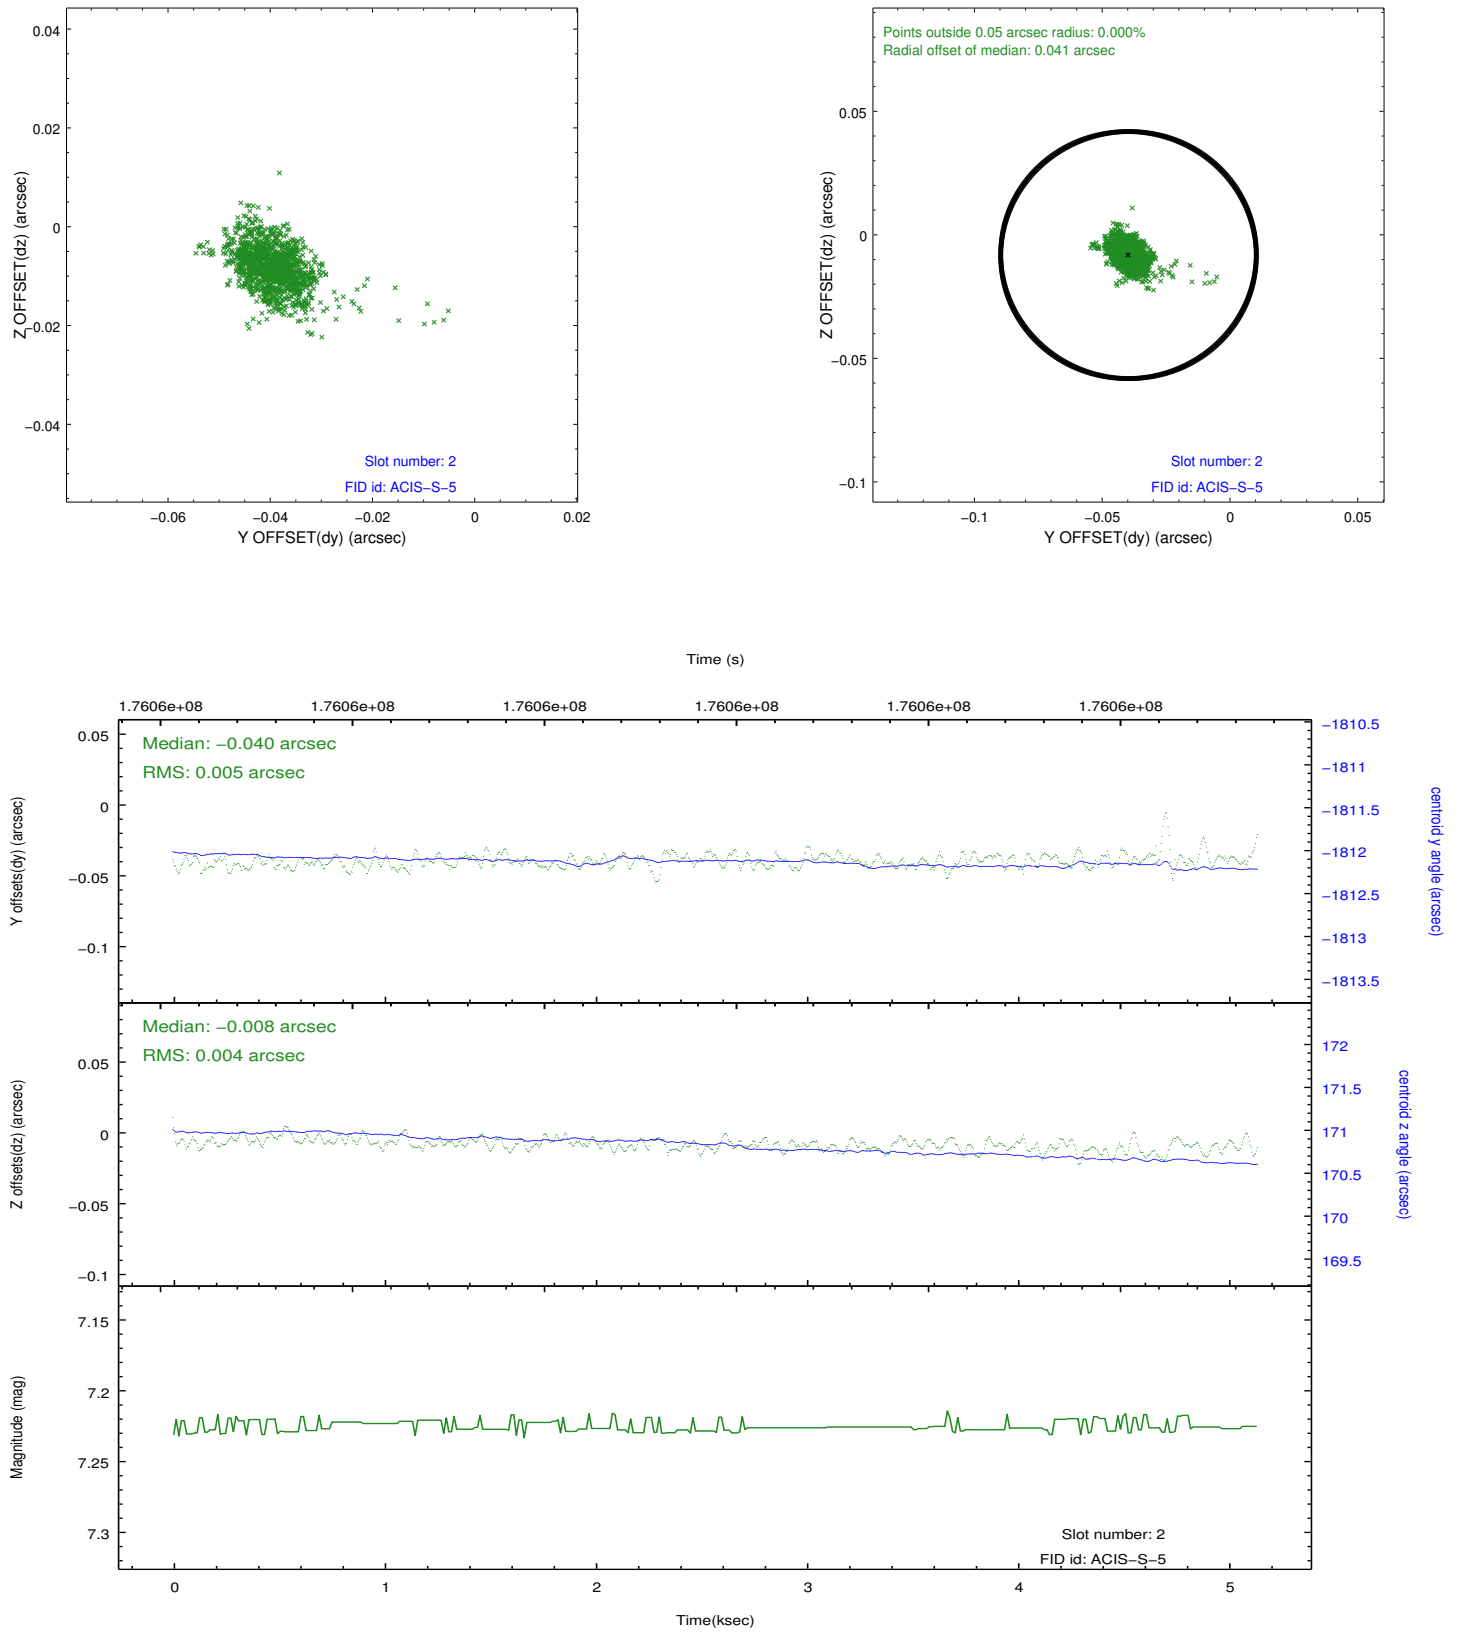 0.04
0.02
0
−0.02
−0.04
Z OFFSET(dz) (arcsec)
Slot number: 2
FID id: ACIS−S−5
−0.06 −0.04 −0.02 0 0.02
Y OFFSET(dy) (arcsec)
Points outside 0.05 arcsec radius: 0.000%
Radial offset of median: 0.041 arcsec
0.05
0
−0.05
−0.1
Z OFFSET(dz) (arcsec)
Slot number: 2
FID id: ACIS−S−5
−0.1 −0.05 0 0.05
Y OFFSET(dy) (arcsec)
Time (s)
1.7606e+08 1.7606e+08 1.7606e+08 1.7606e+08 1.7606e+08 1.7606e+08
Median: −0.040 arcsec
RMS: 0.005 arcsec
0.05
0
−0.05
−0.1
Y offsets(dy) (arcsec)
−1810.5
−1811
−1811.5
−1812
−1812.5
−1813
−1813.5
centroid y angle (arcsec)
Median: −0.008 arcsec
RMS: 0.004 arcsec
0.05
0
−0.05
−0.1
Z offsets(dz) (arcsec)
172
171.5
171
170.5
170
169.5
centroid z angle (arcsec)
7.15
7.2
7.25
7.3
Magnitude (mag)
Slot number: 2
FID id: ACIS−S−5
0 1 2 3 4 5
Time(ksec)